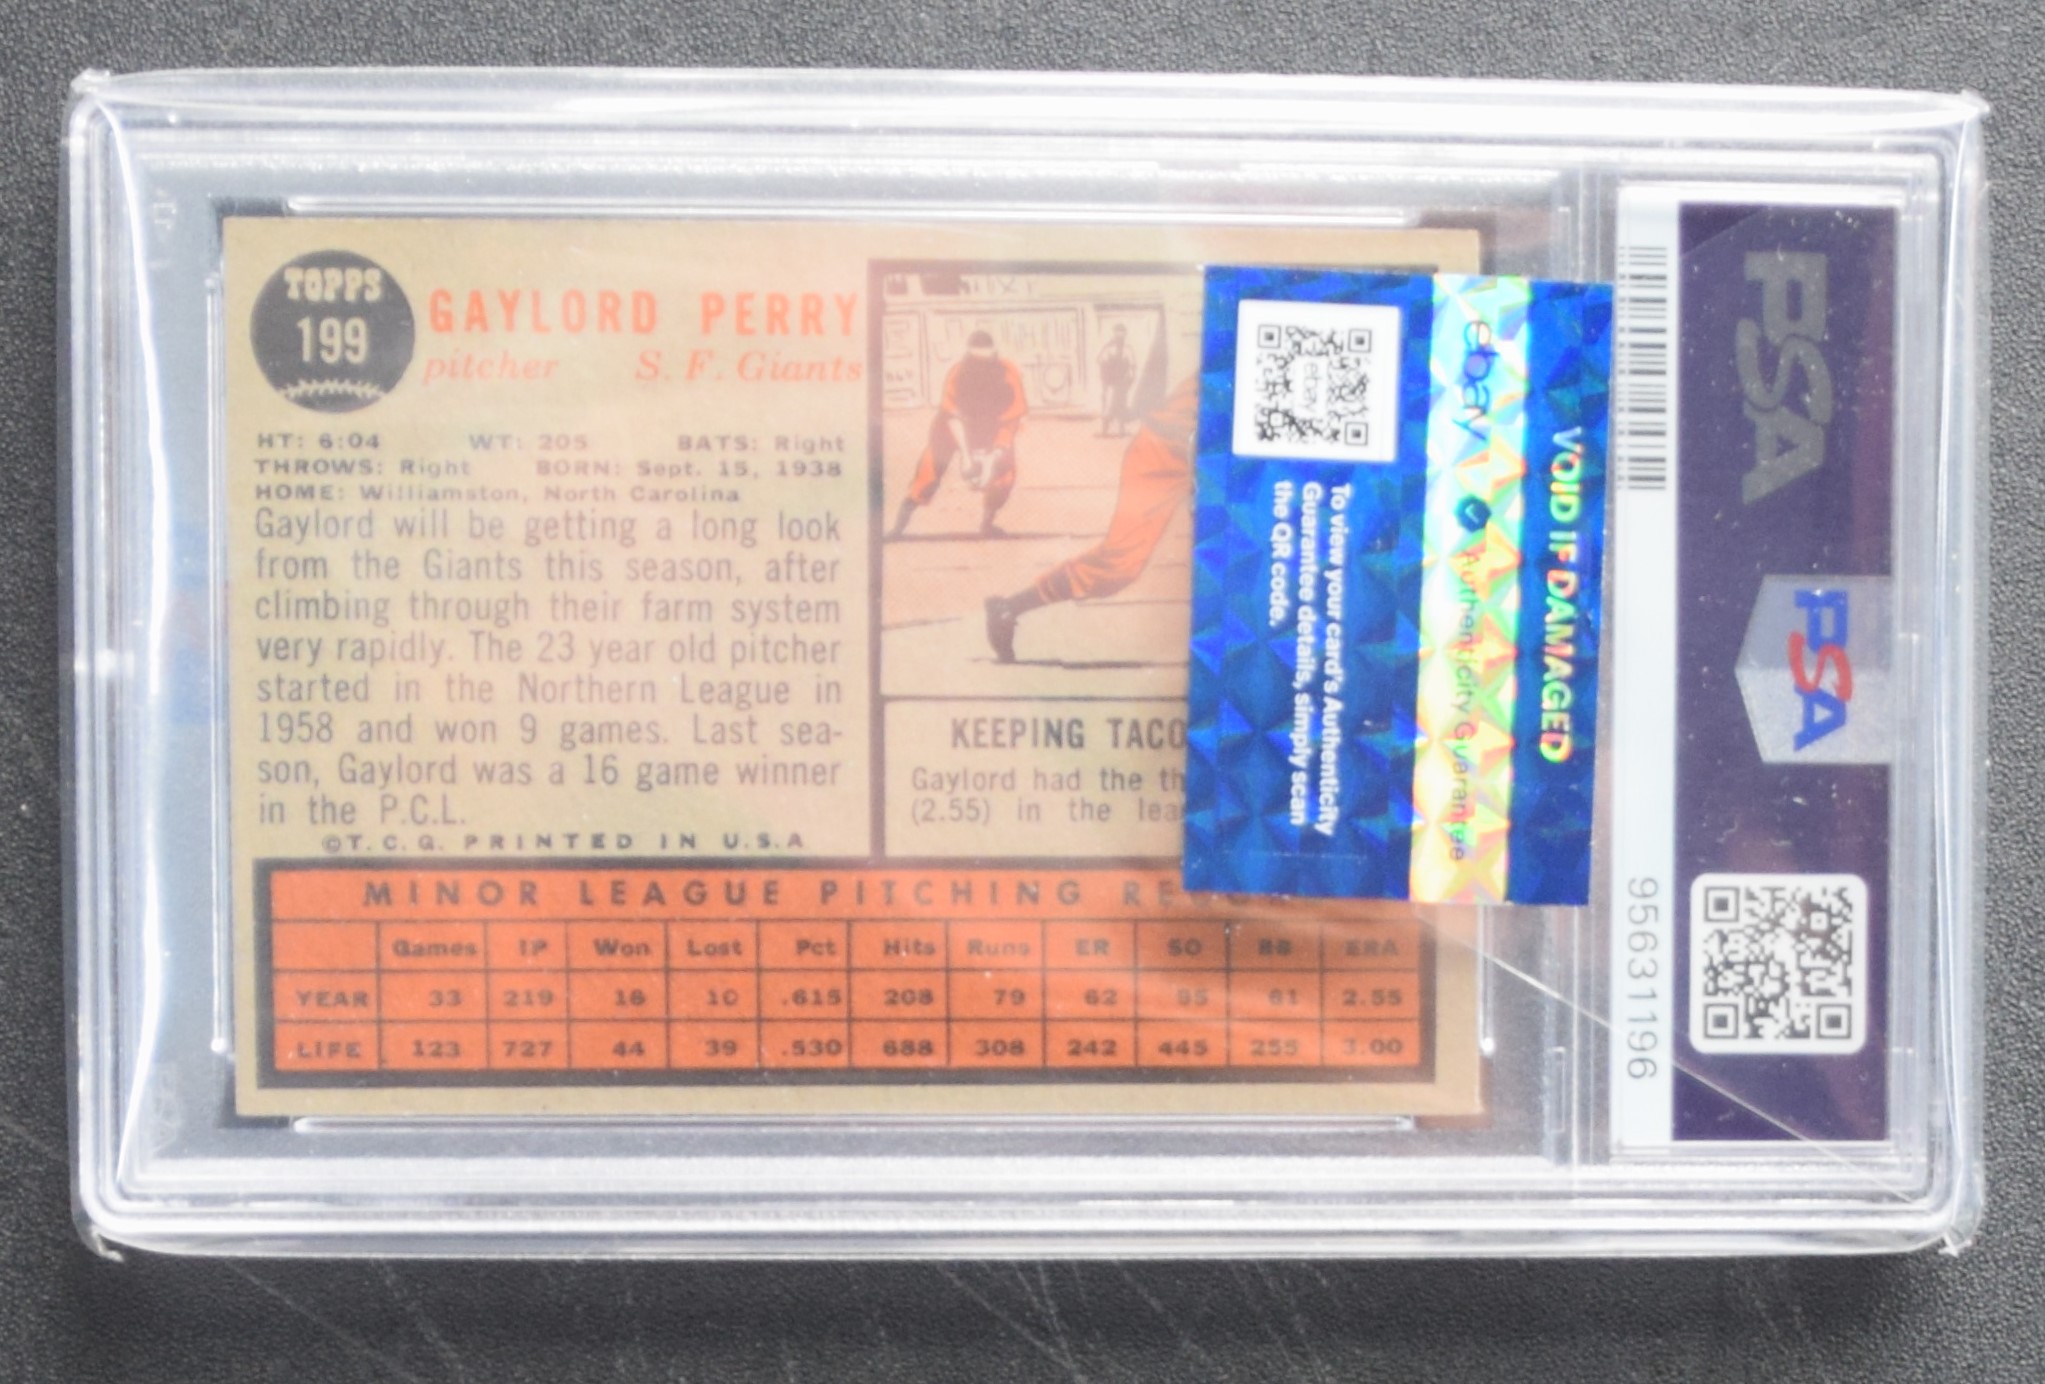 TOPPS
199
GAYLORD PERRY
pitcher S. F. Giants
HT: 6:04 WT: 205 BATS: Right
THROWS: Right BORN: Sept. 15, 1938
HOME: Williamston, North Carolina
Gaylord will be getting a long look
from the Giants this season, after
climbing through their farm system
very rapidly. The 23 year old pitcher
started in the Northern League in
1958 and won 9 games. Last sea-
son, Gaylord was a 16 game winner
in the P.C.L.
©T. C. G. PRINTED IN U.S.A
KEEPING TACO
Gaylord had the th
(2.55) in the lea
MINOR LEAGUE PITCHING
Games IP Won Lost Pct Hits Runs ER SO BB ERA
YEAR 33 219 16 10 .615 208 79 62 95 61 2.55
LIFE 123 727 44 39 .530 688 308 242 445 255 3.00
VOID IF DAMAGED
ebay Authenticity Guarantee
ebay
To view your card's Authenticity
Guarantee details, simply scan
the QR code.
PSA
PSA
95631196